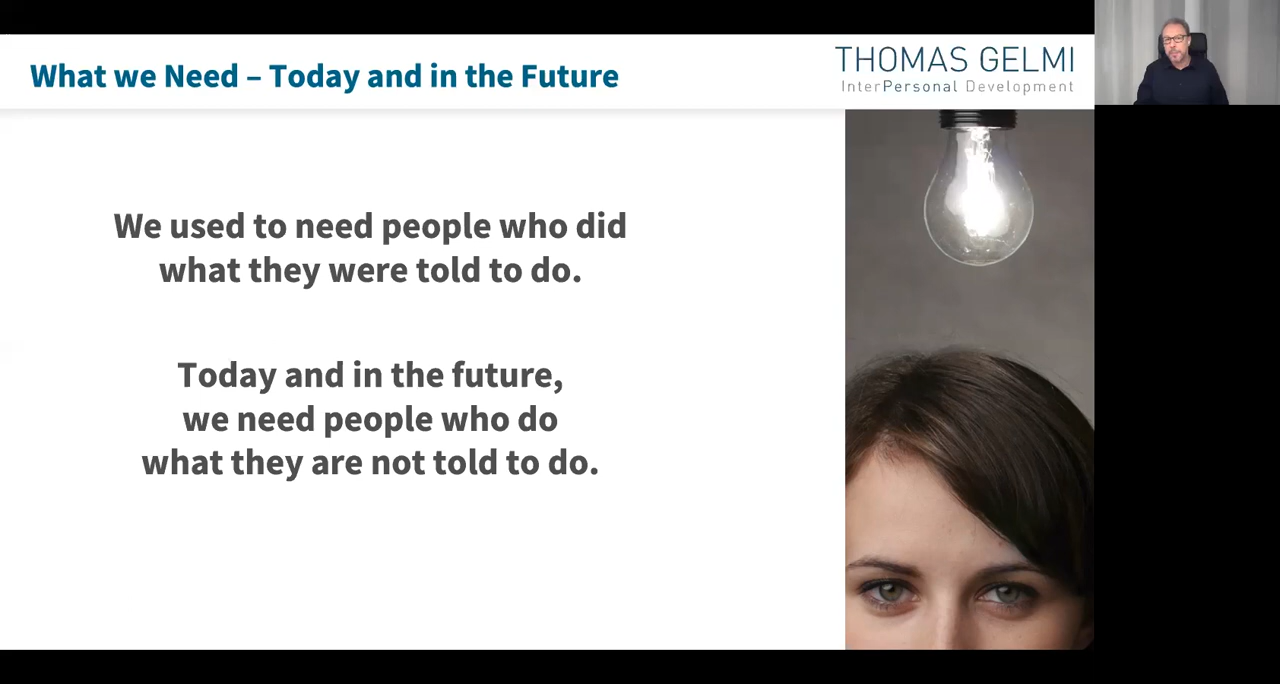 What we Need – Today and in the Future
THOMAS GELMI
InterPersonal Development
We used to need people who did
what they were told to do.
Today and in the future,
we need people who do
what they are not told to do.